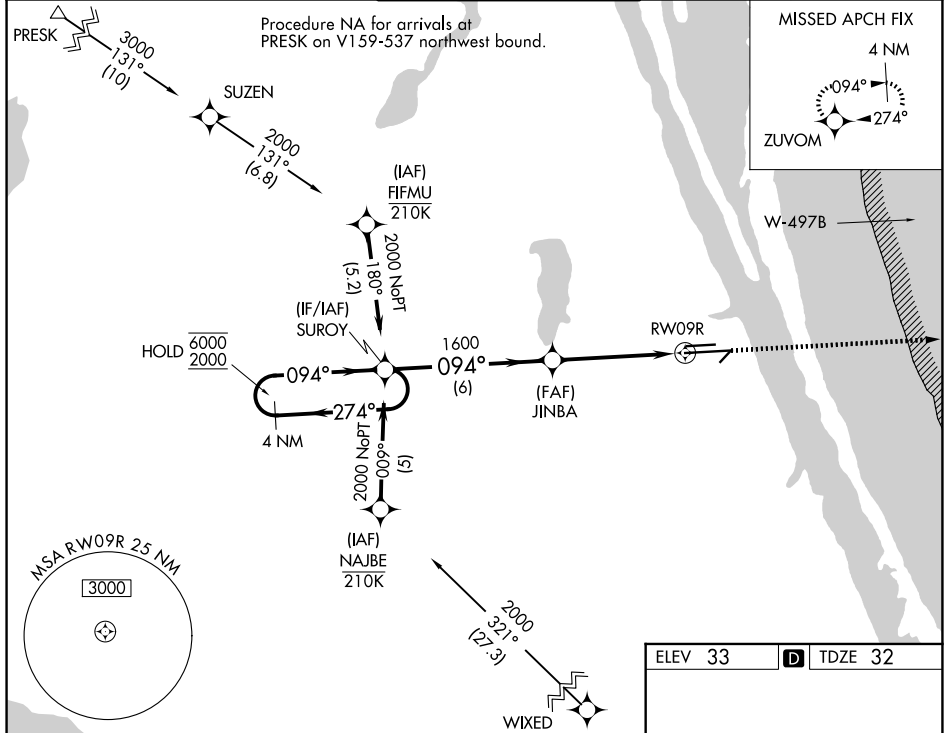 PRESK
3000
131°
(10)
Procedure NA for arrivals at
PRESK on V159-537 northwest bound.
MISSED APCH FIX
4 NM
094°
274°
ZUVOM
SUZEN
2000
131°
(6.8)
(IAF)
FIFMU
210K
2000 NoPT
180°
(5.2)
W-497B
(IF/IAF)
SUROY
HOLD
6000
2000
094°
274°
4 NM
1600
094°
(6)
(FAF)
JINBA
RW09R
2000 NoPT
009°
(5)
(IAF)
NAJBE
210K
MSA RW09R 25 NM
3000
2000
321°
(27.3)
WIXED
ELEV 33
D
TDZE 32